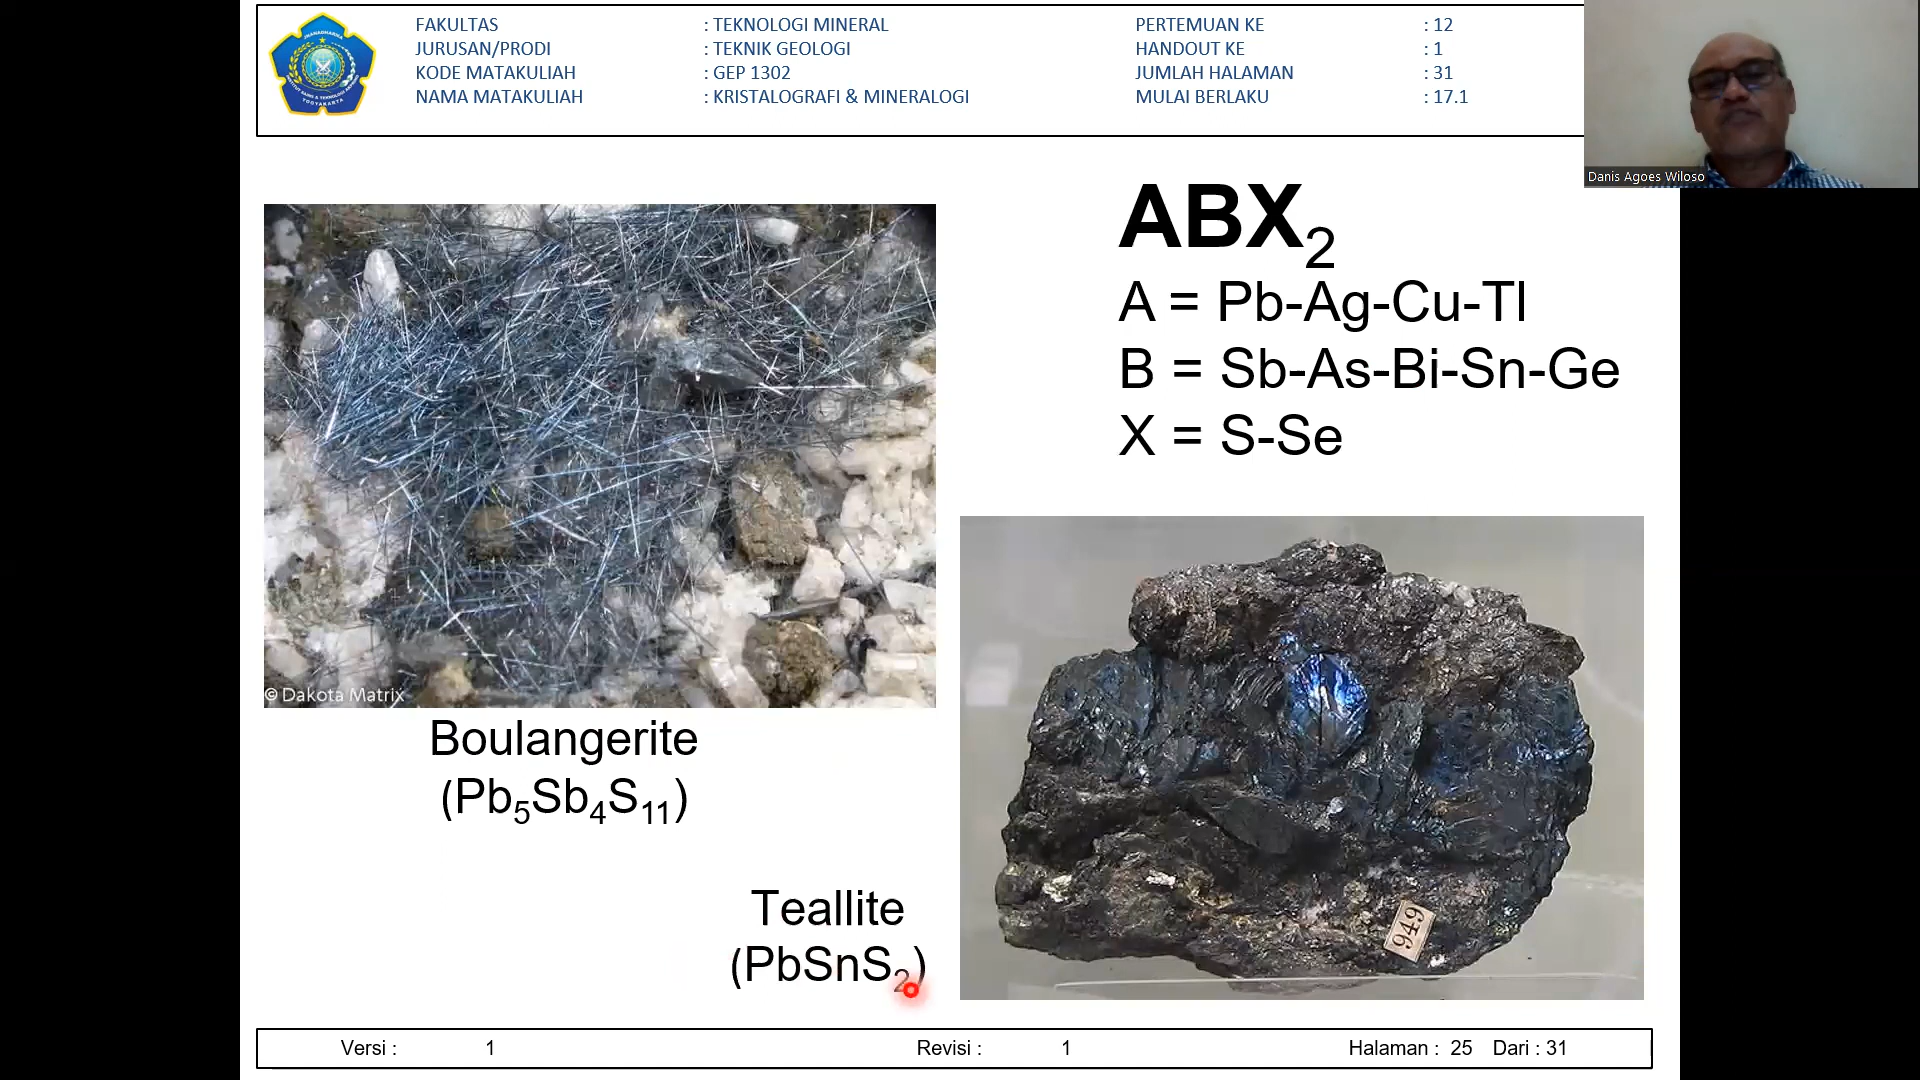 FAKULTAS : TEKNOLOGI MINERAL PERTEMUAN KE : 12
JURUSAN/PRODI : TEKNIK GEOLOGI HANDOUT KE : 1
KODE MATAKULIAH : GEP 1302 JUMLAH HALAMAN : 31
NAMA MATAKULIAH : KRISTALOGRAFI & MINERALOGI MULAI BERLAKU : 17.1
Danis Agoes Wiloso
ABX₂
A = Pb-Ag-Cu-Tl
B = Sb-As-Bi-Sn-Ge
X = S-Se
© Dakota Matrix
Boulangerite
(Pb₅Sb₄S₁₁)
Teallite
(PbSnS₂)
949
Versi : 1 Revisi : 1 Halaman : 25 Dari : 31